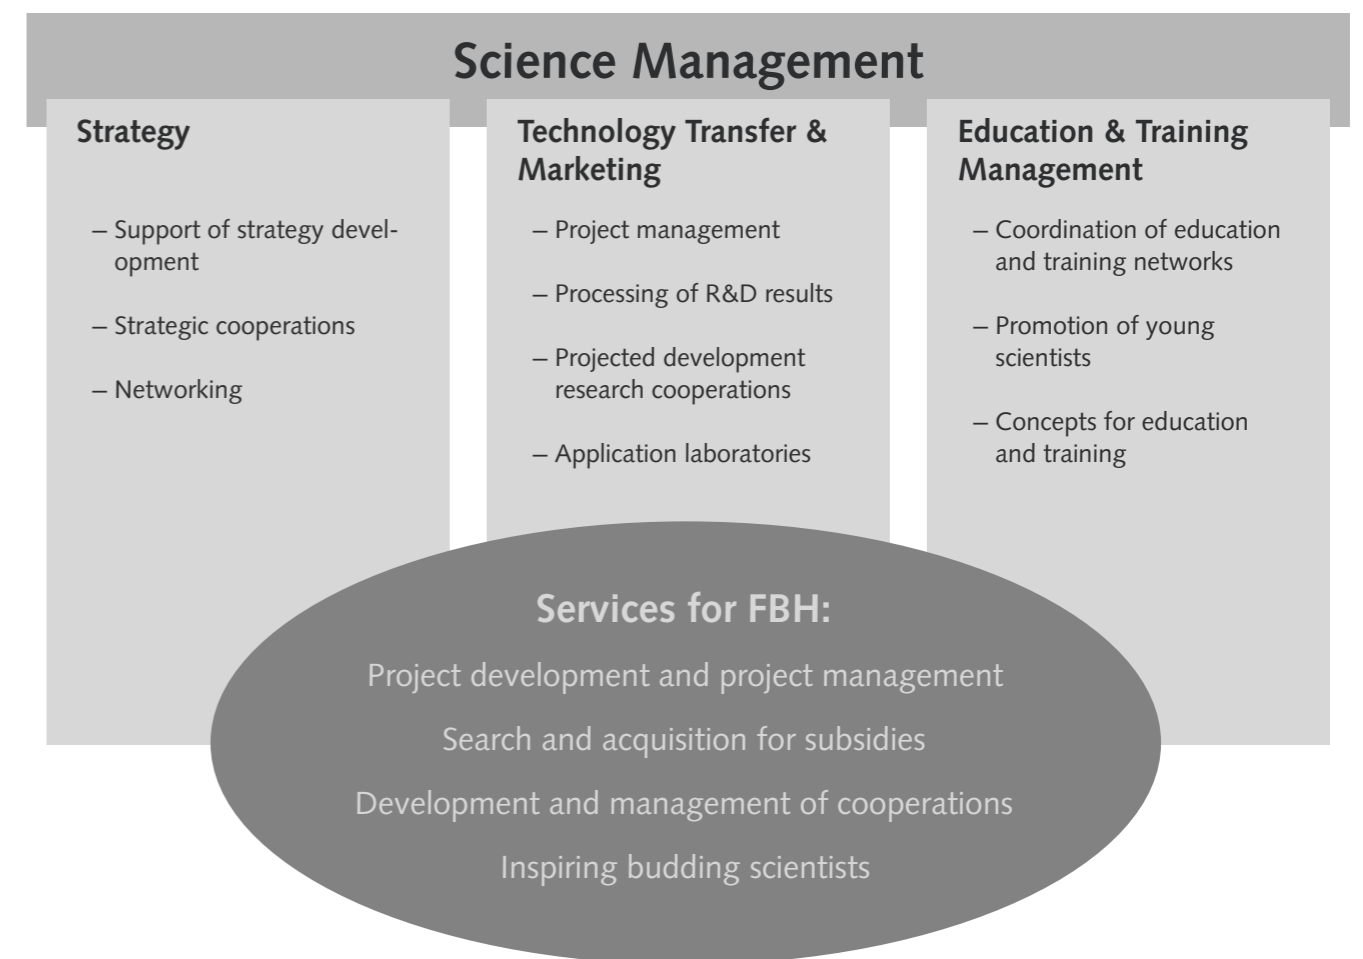 Science Management
Strategy
– Support of strategy devel-
opment
– Strategic cooperations
– Networking
Technology Transfer &
Marketing
– Project management
– Processing of R&D results
– Projected development
research cooperations
– Application laboratories
Education & Training
Management
– Coordination of education
and training networks
– Promotion of young
scientists
– Concepts for education
and training
Services for FBH:
Project development and project management
Search and acquisition for subsidies
Development and management of cooperations
Inspiring budding scientists